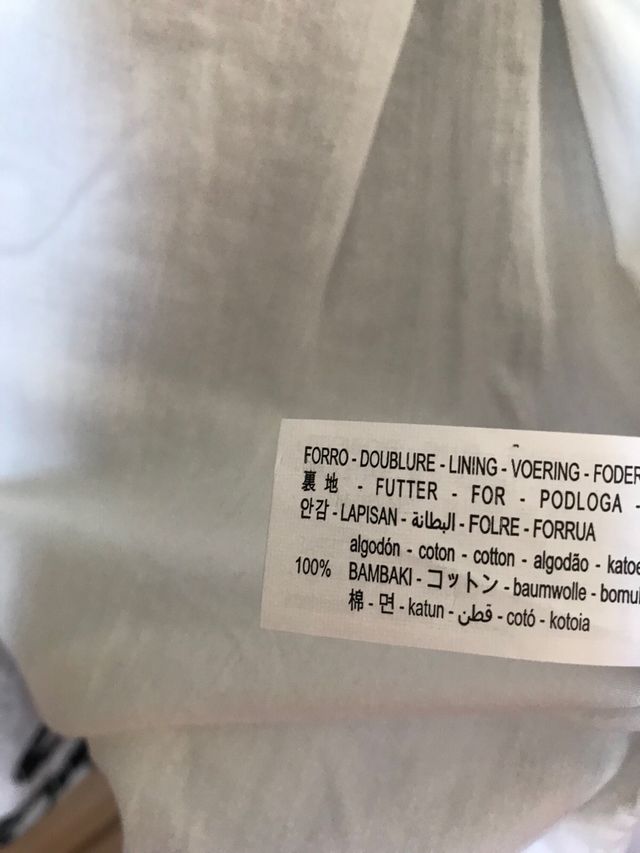 FORRO - DOUBLURE - LINING - VOERING - FODER
裏地 - FUTTER - FOR - PODLOGA -
안감 - LAPISAN - البطانة - FOLRE - FORRUA
algodón - coton - cotton - algodão - katoe
100% BAMBAKI - コットン - baumwolle - bomu
棉 - 면 - katun - قطن - cotó - kotoia